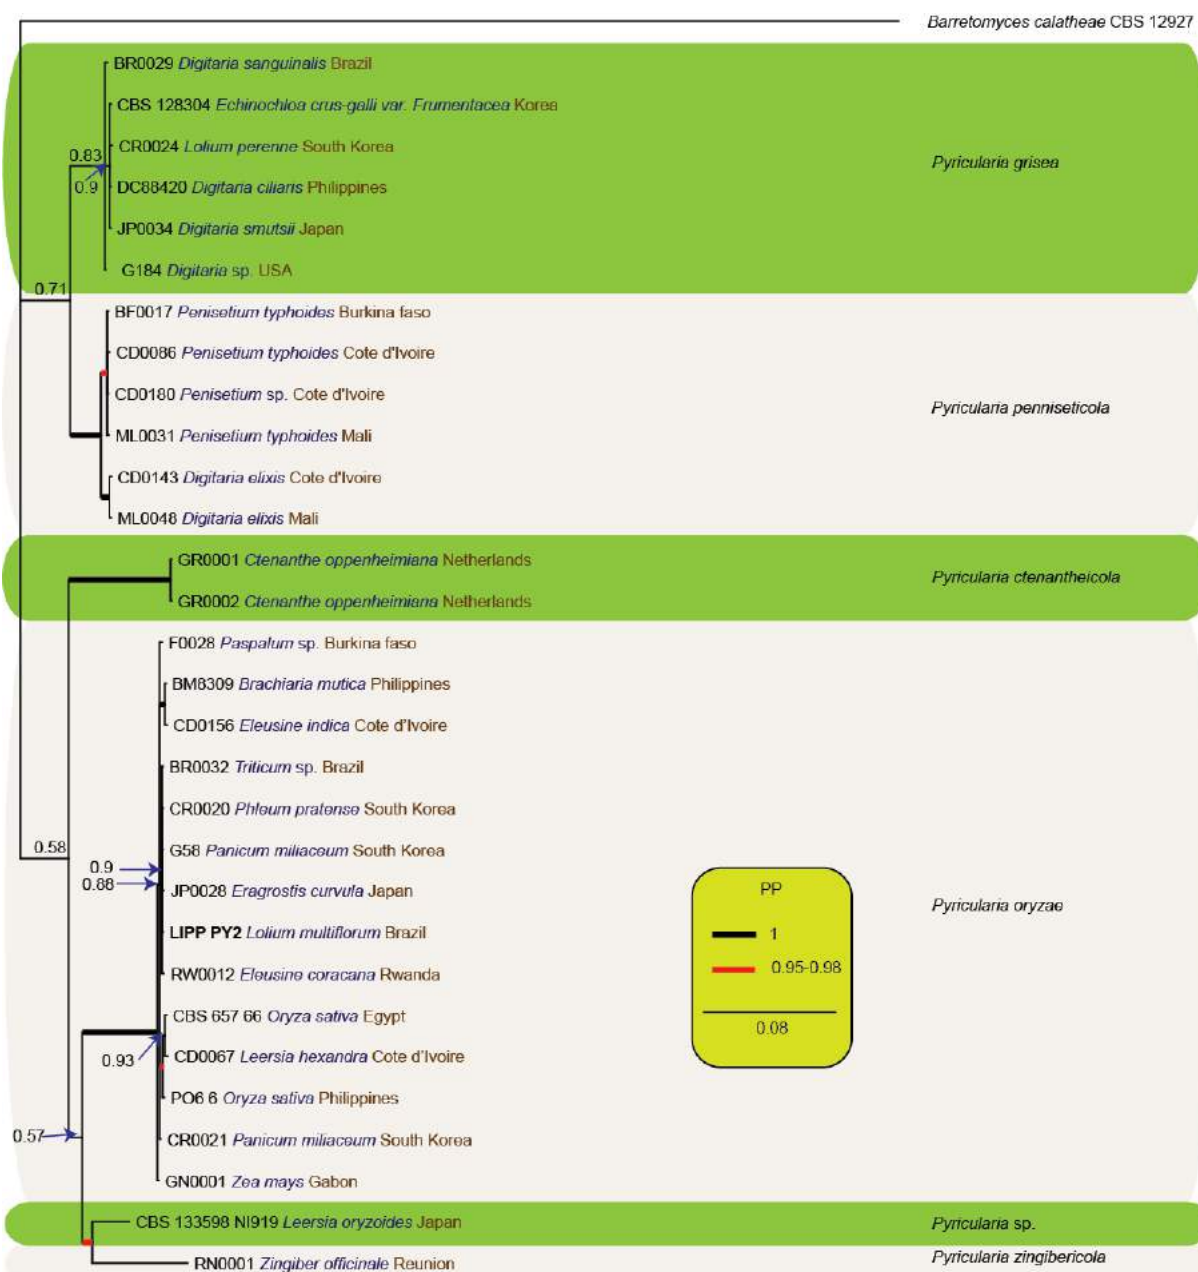 Barretomyces calatheae CBS 12927
BR0029 Digitaria sanguinalis Brazil
CBS 128304 Echinochloa crus-galli var. Frumentacea Korea
0.83
CR0024 Lolium perenne South Korea
Pyricularia grisea
0.9
DC88420 Digitaria ciliaris Philippines
JP0034 Digitaria smutsii Japan
G184 Digitaria sp. USA
0.71
BF0017 Penisetium typhoides Burkina faso
CD0086 Penisetium typhoides Cote d'Ivoire
CD0180 Penisetium sp. Cote d'Ivoire
Pyricularia penniseticola
ML0031 Penisetium typhoides Mali
CD0143 Digitaria elixis Cote d'Ivoire
ML0048 Digitaria elixis Mali
GR0001 Ctenanthe oppenheimiana Netherlands
Pyricularia ctenantheicola
GR0002 Ctenanthe oppenheimiana Netherlands
F0028 Paspalum sp. Burkina faso
BM8309 Brachiaria mutica Philippines
CD0156 Eleusine indica Cote d'Ivoire
BR0032 Triticum sp. Brazil
CR0020 Phleum pratense South Korea
0.58
G58 Panicum miliaceum South Korea
0.9
0.88
JP0028 Eragrostis curvula Japan
PP
Pyricularia oryzae
LIPP PY2 Lolium multiflorum Brazil
1
RW0012 Eleusine coracana Rwanda
0.95-0.98
CBS 657 66 Oryza sativa Egypt
0.08
0.93
CD0067 Leersia hexandra Cote d'Ivoire
PO6 6 Oryza sativa Philippines
0.57
CR0021 Panicum miliaceum South Korea
GN0001 Zea mays Gabon
CBS 133598 NI919 Leersia oryzoides Japan
Pyricularia sp.
Pyricularia zingibericola
RN0001 Zingiber officinale Reunion